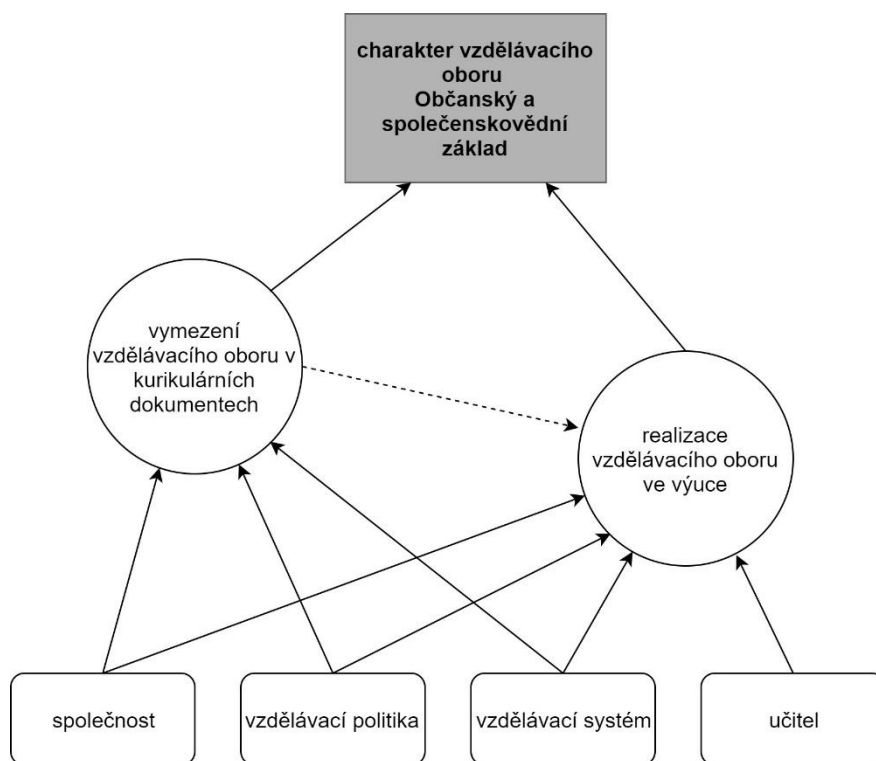 charakter vzdělávacího
oboru
Občanský a
společenskovědní
základ
vymezení
vzdělávacího oboru v
kurikulárních
dokumentech
realizace
vzdělávacího oboru
ve výuce
společnost
vzdělávací politika
vzdělávací systém
učitel